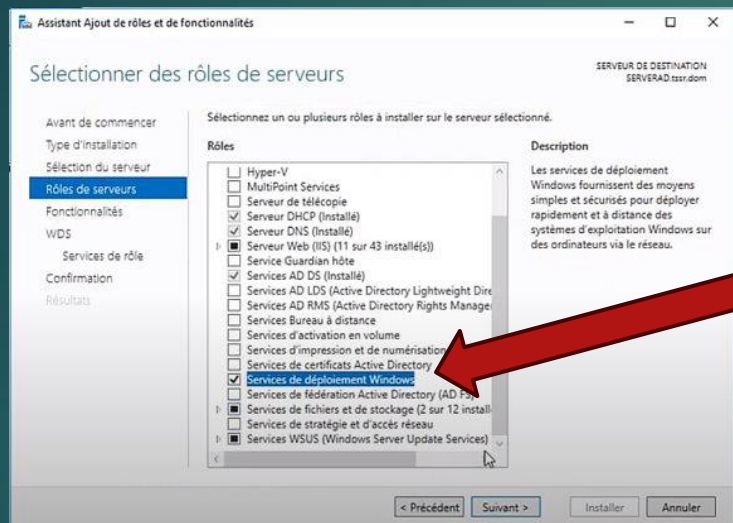 Assistant Ajout de rôles et de fonctionnalités
Sélectionner des rôles de serveurs
SERVEUR DE DESTINATION
SERVERAD.tssr.dom
Avant de commencer
Type d'installation
Sélection du serveur
Rôles de serveurs
Fonctionnalités
WDS
Services de rôle
Confirmation
Résultats
Sélectionnez un ou plusieurs rôles à installer sur le serveur sélectionné.
Rôles
Hyper-V
MultiPoint Services
Serveur de télécopie
Serveur DHCP (Installé)
Serveur DNS (Installé)
Serveur Web (IIS) (11 sur 43 installé(s))
Service Guardian hôte
Services AD DS (Installé)
Services AD LDS (Active Directory Lightweight Dire
Services AD RMS (Active Directory Rights Manage
Services Bureau à distance
Services d'activation en volume
Services d'impression et de numérisation
Services de certificats Active Directory
Services de déploiement Windows
Services de fédération Active Directory (AD FS)
Services de fichiers et de stockage (2 sur 12 install
Services de stratégie et d'accès réseau
Services WSUS (Windows Server Update Services)
Description
Les services de déploiement
Windows fournissent des moyens
simples et sécurisés pour déployer
rapidement et à distance des
systèmes d'exploitation Windows sur
des ordinateurs via le réseau.
< Précédent
Suivant >
Installer
Annuler